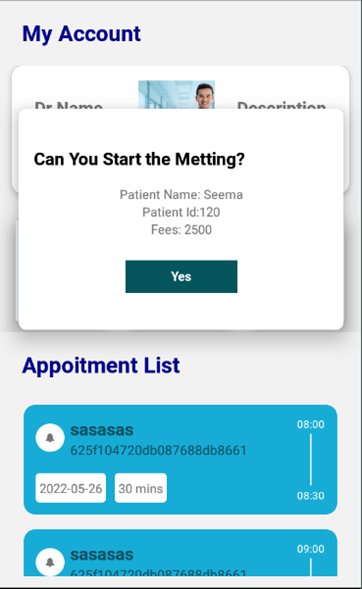 My Account
Dr Name
Description
Can You Start the Metting?
Patient Name: Seema
Patient Id:120
Fees: 2500
Yes
Appoitment List
sasasas
625f104720db087688db8661
2022-05-26
30 mins
08:00
08:30
sasasas
625f104720db087688db8661
09:00